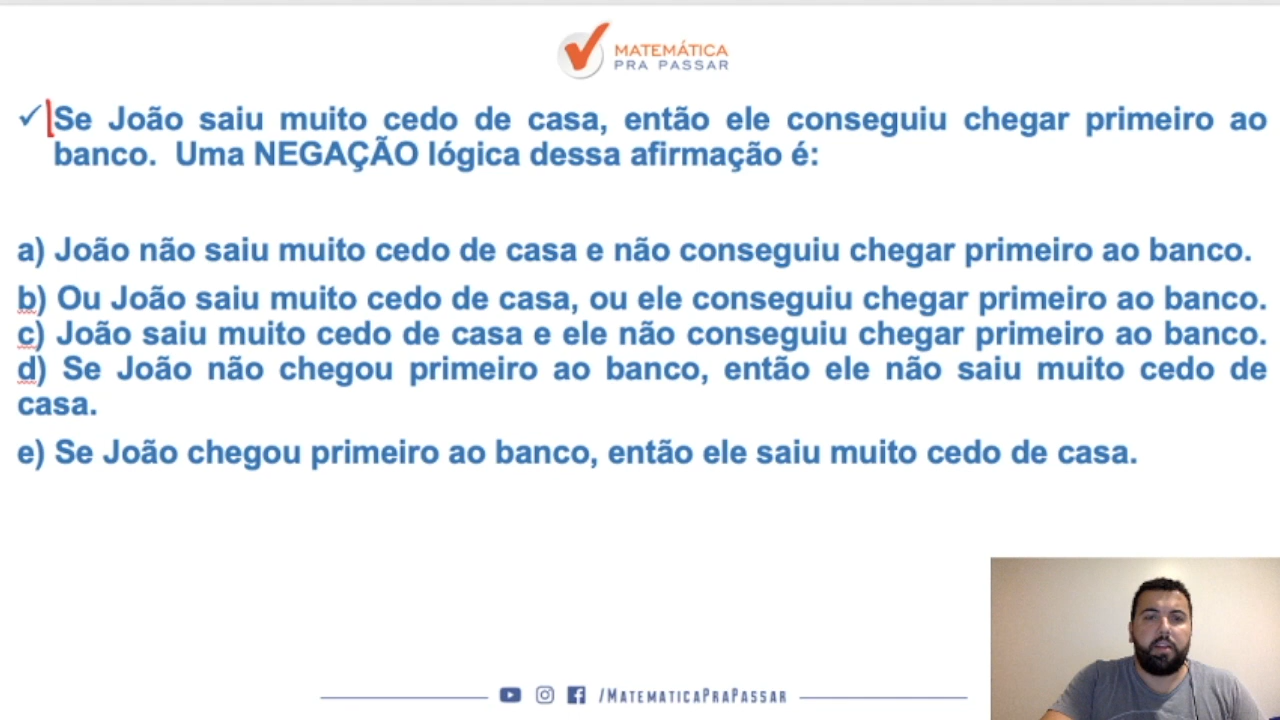 MATEMÁTICA
PRA PASSAR
✓ Se João saiu muito cedo de casa, então ele conseguiu chegar primeiro ao
banco. Uma NEGAÇÃO lógica dessa afirmação é:
a) João não saiu muito cedo de casa e não conseguiu chegar primeiro ao banco.
b) Ou João saiu muito cedo de casa, ou ele conseguiu chegar primeiro ao banco.
c) João saiu muito cedo de casa e ele não conseguiu chegar primeiro ao banco.
d) Se João não chegou primeiro ao banco, então ele não saiu muito cedo de
casa.
e) Se João chegou primeiro ao banco, então ele saiu muito cedo de casa.
/MATEMATICAPRAPASSAR